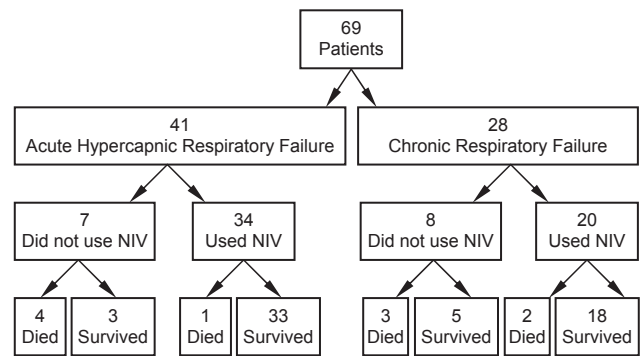 69
Patients
41
Acute Hypercapnic Respiratory Failure
28
Chronic Respiratory Failure
7
Did not use NIV
34
Used NIV
8
Did not use NIV
20
Used NIV
4
Died
3
Survived
1
Died
33
Survived
3
Died
5
Survived
2
Died
18
Survived